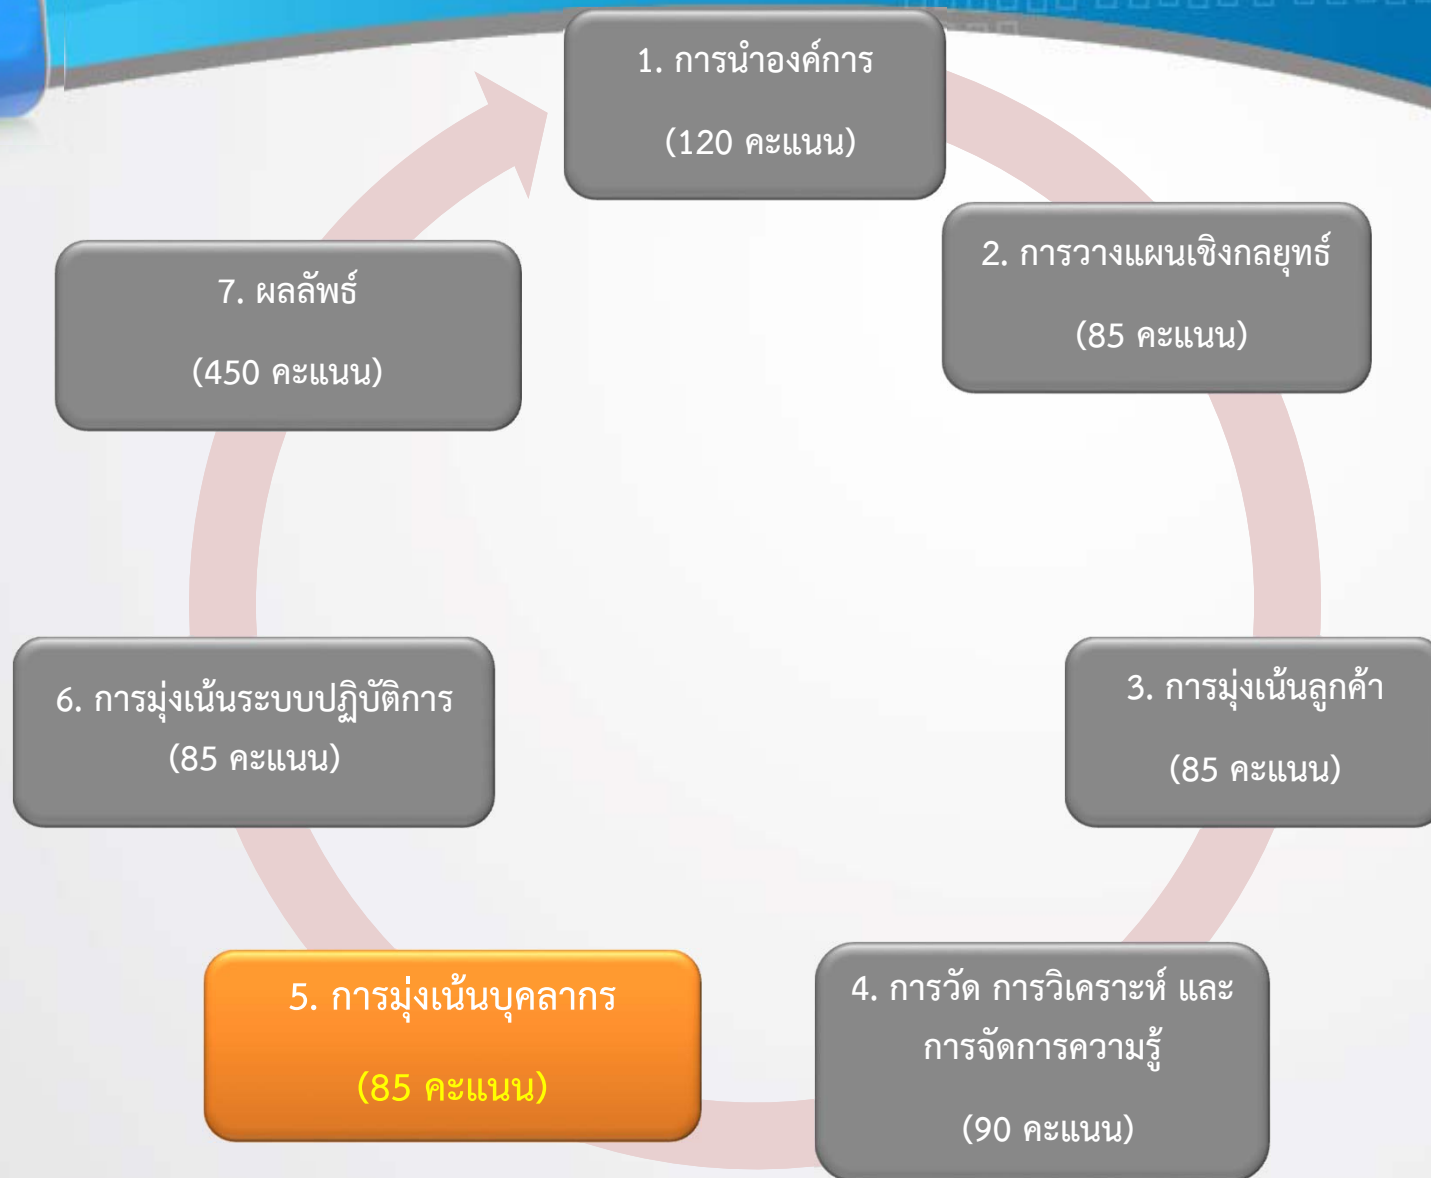 1. การนำองค์การ
(120 คะแนน)
2. การวางแผนเชิงกลยุทธ์
(85 คะแนน)
3. การมุ่งเน้นลูกค้า
(85 คะแนน)
4. การวัด การวิเคราะห์ และ
การจัดการความรู้
(90 คะแนน)
5. การมุ่งเน้นบุคลากร
(85 คะแนน)
6. การมุ่งเน้นระบบปฏิบัติการ
(85 คะแนน)
7. ผลลัพธ์
(450 คะแนน)